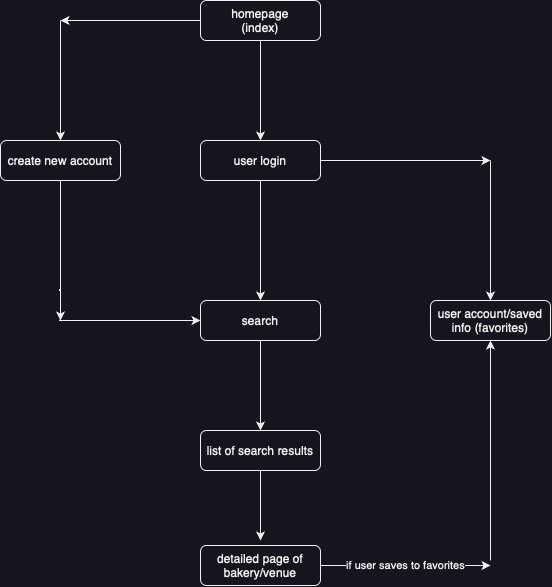 homepage
(index)
create new account
user login
search
user account/saved
info (favorites)
list of search results
detailed page of
bakery/venue
if user saves to favorites